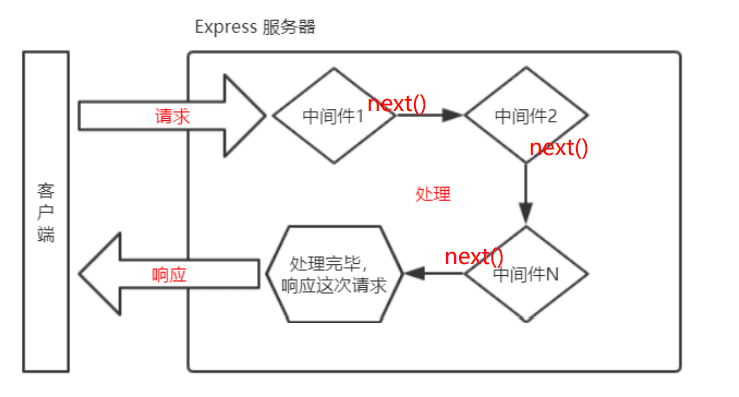 Express 服务器
请求
中间件1
next()
中间件2
next()
客
户
端
处理
响应
处理完毕，
响应这次请求
next()
中间件N